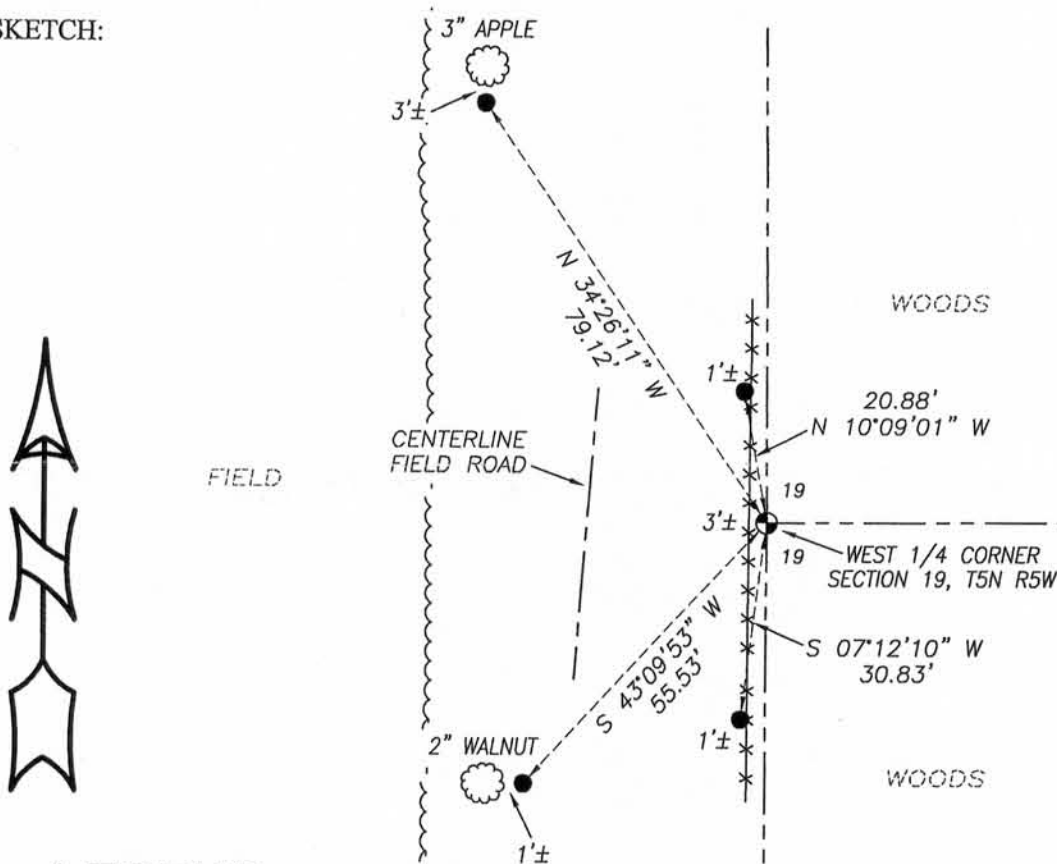 SKETCH:
3" APPLE
3'±
N 34°26'11" W
79.12'
WOODS
1'±
20.88'
N 10°09'01" W
CENTERLINE
FIELD ROAD
FIELD
19
3'±
19
WEST 1/4 CORNER
SECTION 19, T5N R5W
S 43°09'53" W
55.53'
S 07°12'10" W
30.83'
1'±
2" WALNUT
WOODS
1'±
N